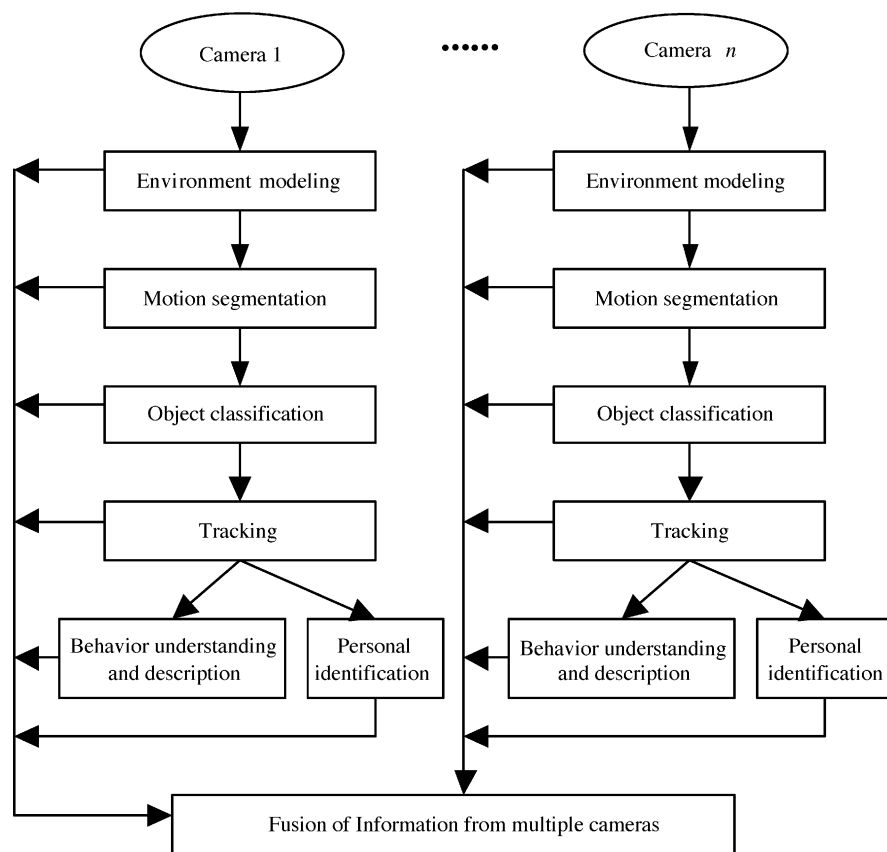 Camera 1
......
Camera n
Environment modeling
Environment modeling
Motion segmentation
Motion segmentation
Object classification
Object classification
Tracking
Tracking
Behavior understanding
and description
Personal
identification
Behavior understanding
and description
Personal
identification
Fusion of Information from multiple cameras